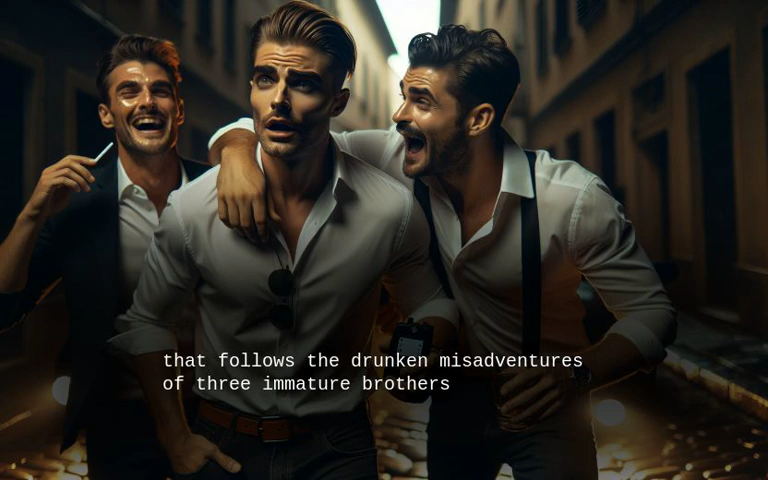 that follows the drunken misadventures
of three immature brothers